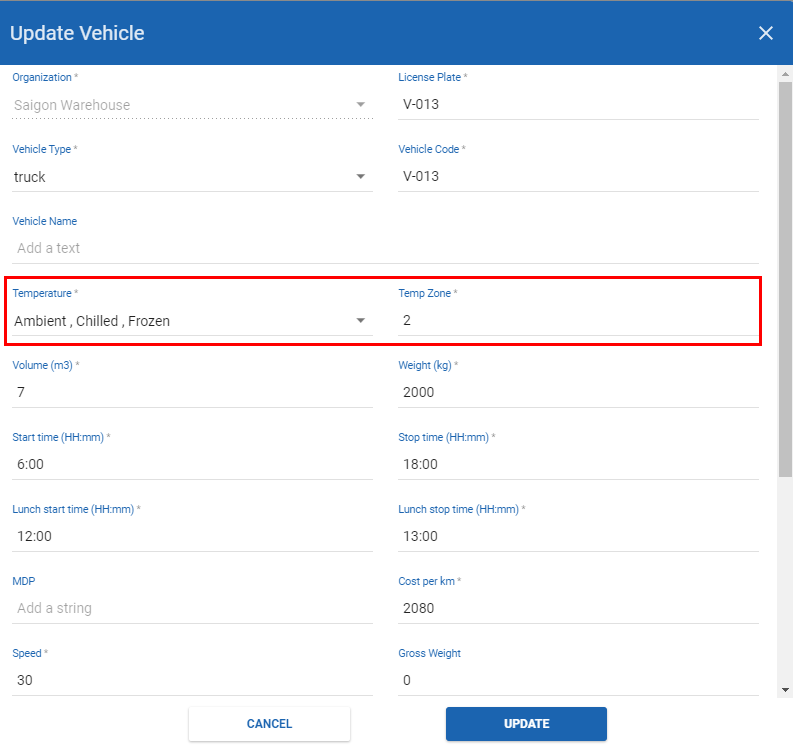 Update Vehicle
Organization *
License Plate *
Saigon Warehouse
V-013
Vehicle Type *
Vehicle Code *
truck
V-013
Vehicle Name
Add a text
Temperature *
Temp Zone *
Ambient , Chilled , Frozen
2
Volume (m3) *
Weight (kg) *
7
2000
Start time (HH:mm) *
Stop time (HH:mm) *
6:00
18:00
Lunch start time (HH:mm) *
Lunch stop time (HH:mm) *
12:00
13:00
MDP
Cost per km *
Add a string
2080
Speed *
Gross Weight
30
0
CANCEL
UPDATE